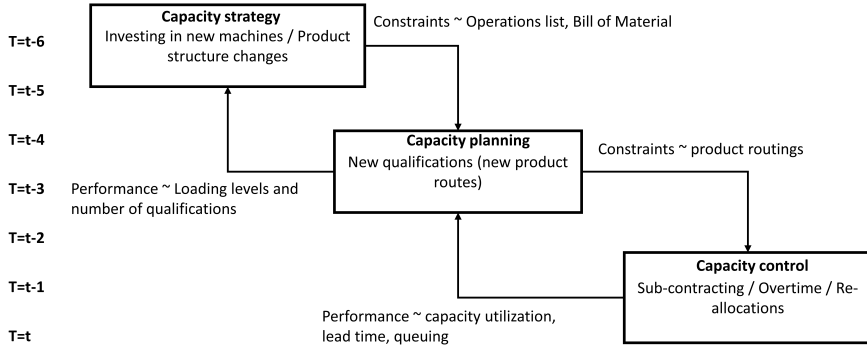 Capacity strategy
Investing in new machines / Product
structure changes
Constraints ~ Operations list, Bill of Material
T=t-6
T=t-5
T=t-4
Capacity planning
New qualifications (new product
routes)
Constraints ~ product routings
T=t-3
Performance ~ Loading levels and
number of qualifications
T=t-2
Capacity control
Sub-contracting / Overtime / Re-
allocations
T=t-1
Performance ~ capacity utilization,
lead time, queuing
T=t